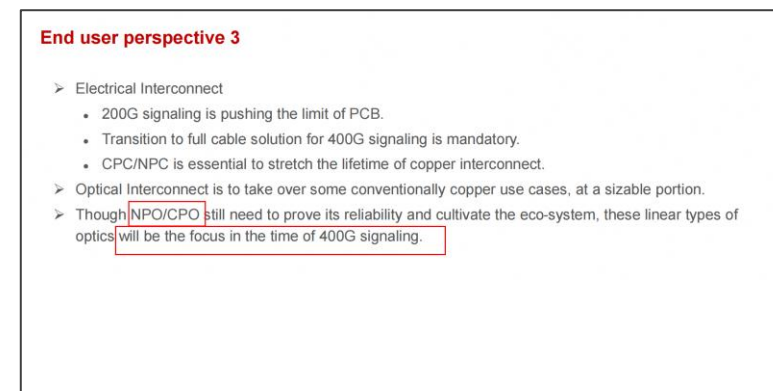 End user perspective 3
➢ Electrical Interconnect
• 200G signaling is pushing the limit of PCB.
• Transition to full cable solution for 400G signaling is mandatory.
• CPC/NPC is essential to stretch the lifetime of copper interconnect.
➢ Optical Interconnect is to take over some conventionally copper use cases, at a sizable portion.
➢ Though NPO/CPO still need to prove its reliability and cultivate the eco-system, these linear types of
optics will be the focus in the time of 400G signaling.